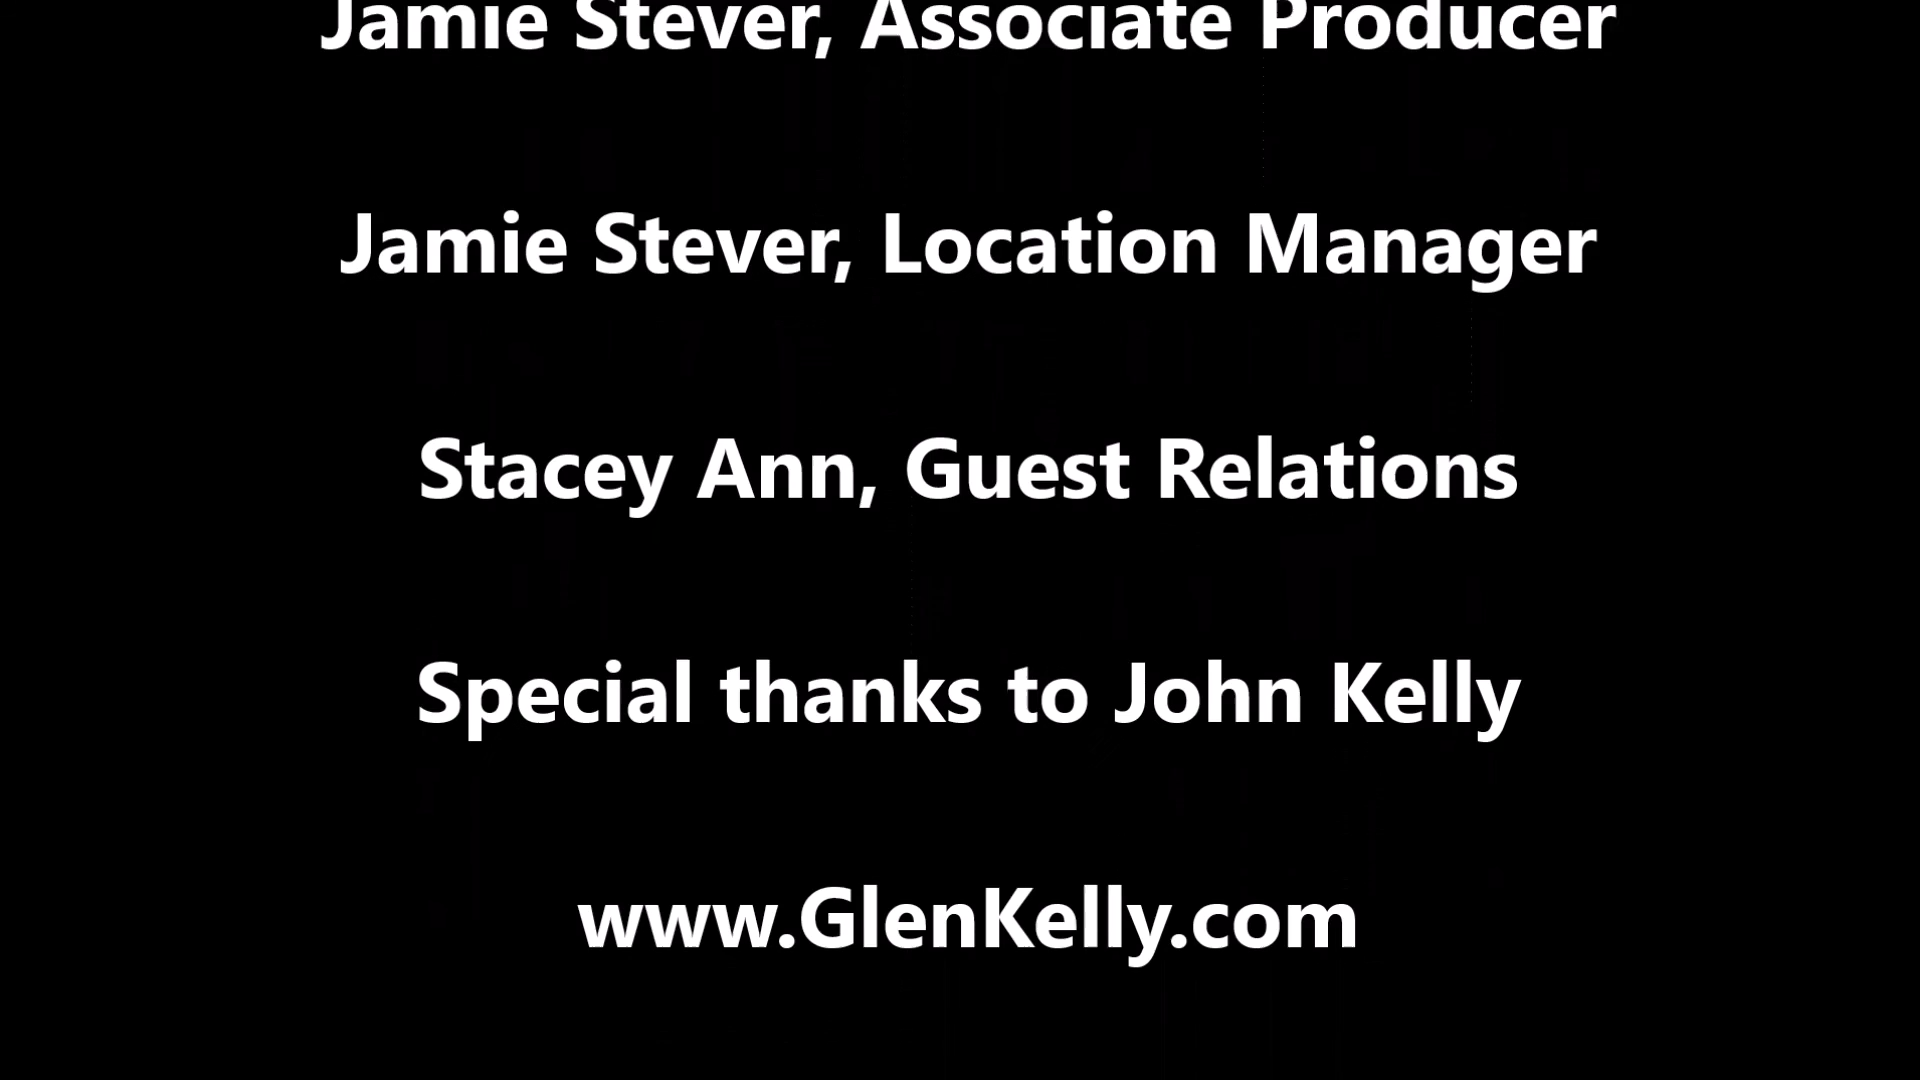 Jamie Stever, Associate Producer
Jamie Stever, Location Manager
Stacey Ann, Guest Relations
Special thanks to John Kelly
www.GlenKelly.com